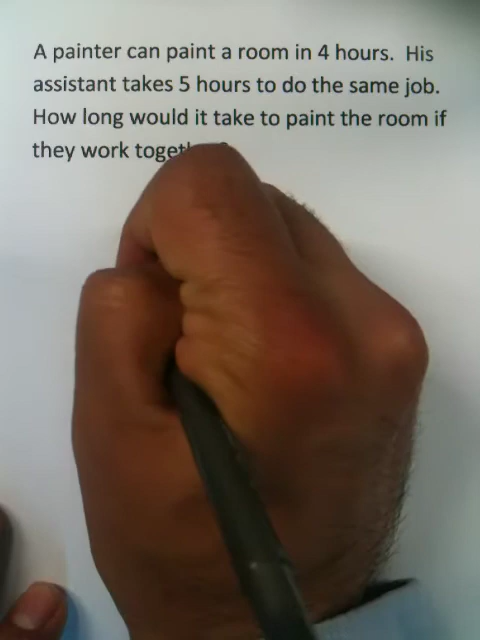 A painter can paint a room in 4 hours. His
assistant takes 5 hours to do the same job.
How long would it take to paint the room if
they work